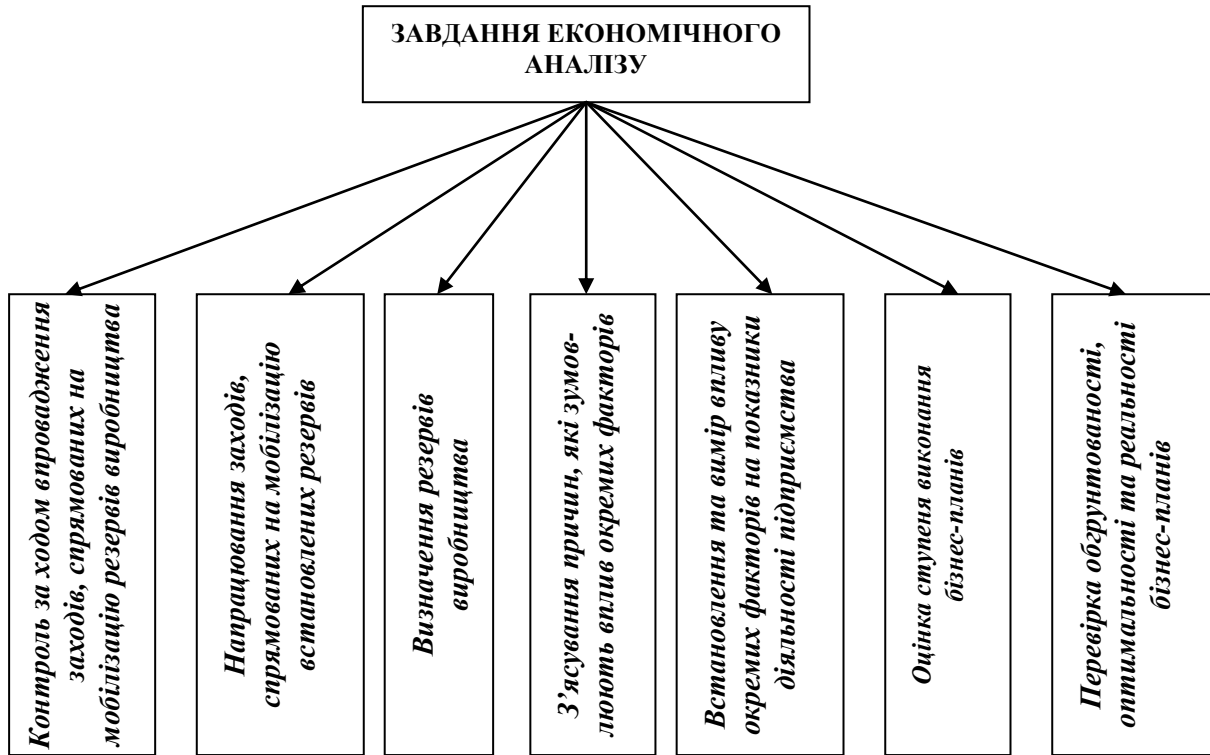 ЗАВДАННЯ ЕКОНОМІЧНОГО
АНАЛІЗУ
Контроль за ходом впровадження
заходів, спрямованих на
мобілізацію резервів виробництва
Напрацювання заходів,
спрямованих на мобілізацію
встановлених резервів
Визначення резервів
виробництва
З’ясування причин, які зумов-
люють вплив окремих факторів
Встановлення та вимір впливу
окремих факторів на показники
діяльності підприємства
Оцінка ступеня виконання
бізнес-планів
Перевірка обгрунтованості,
оптимальності та реальності
бізнес-планів